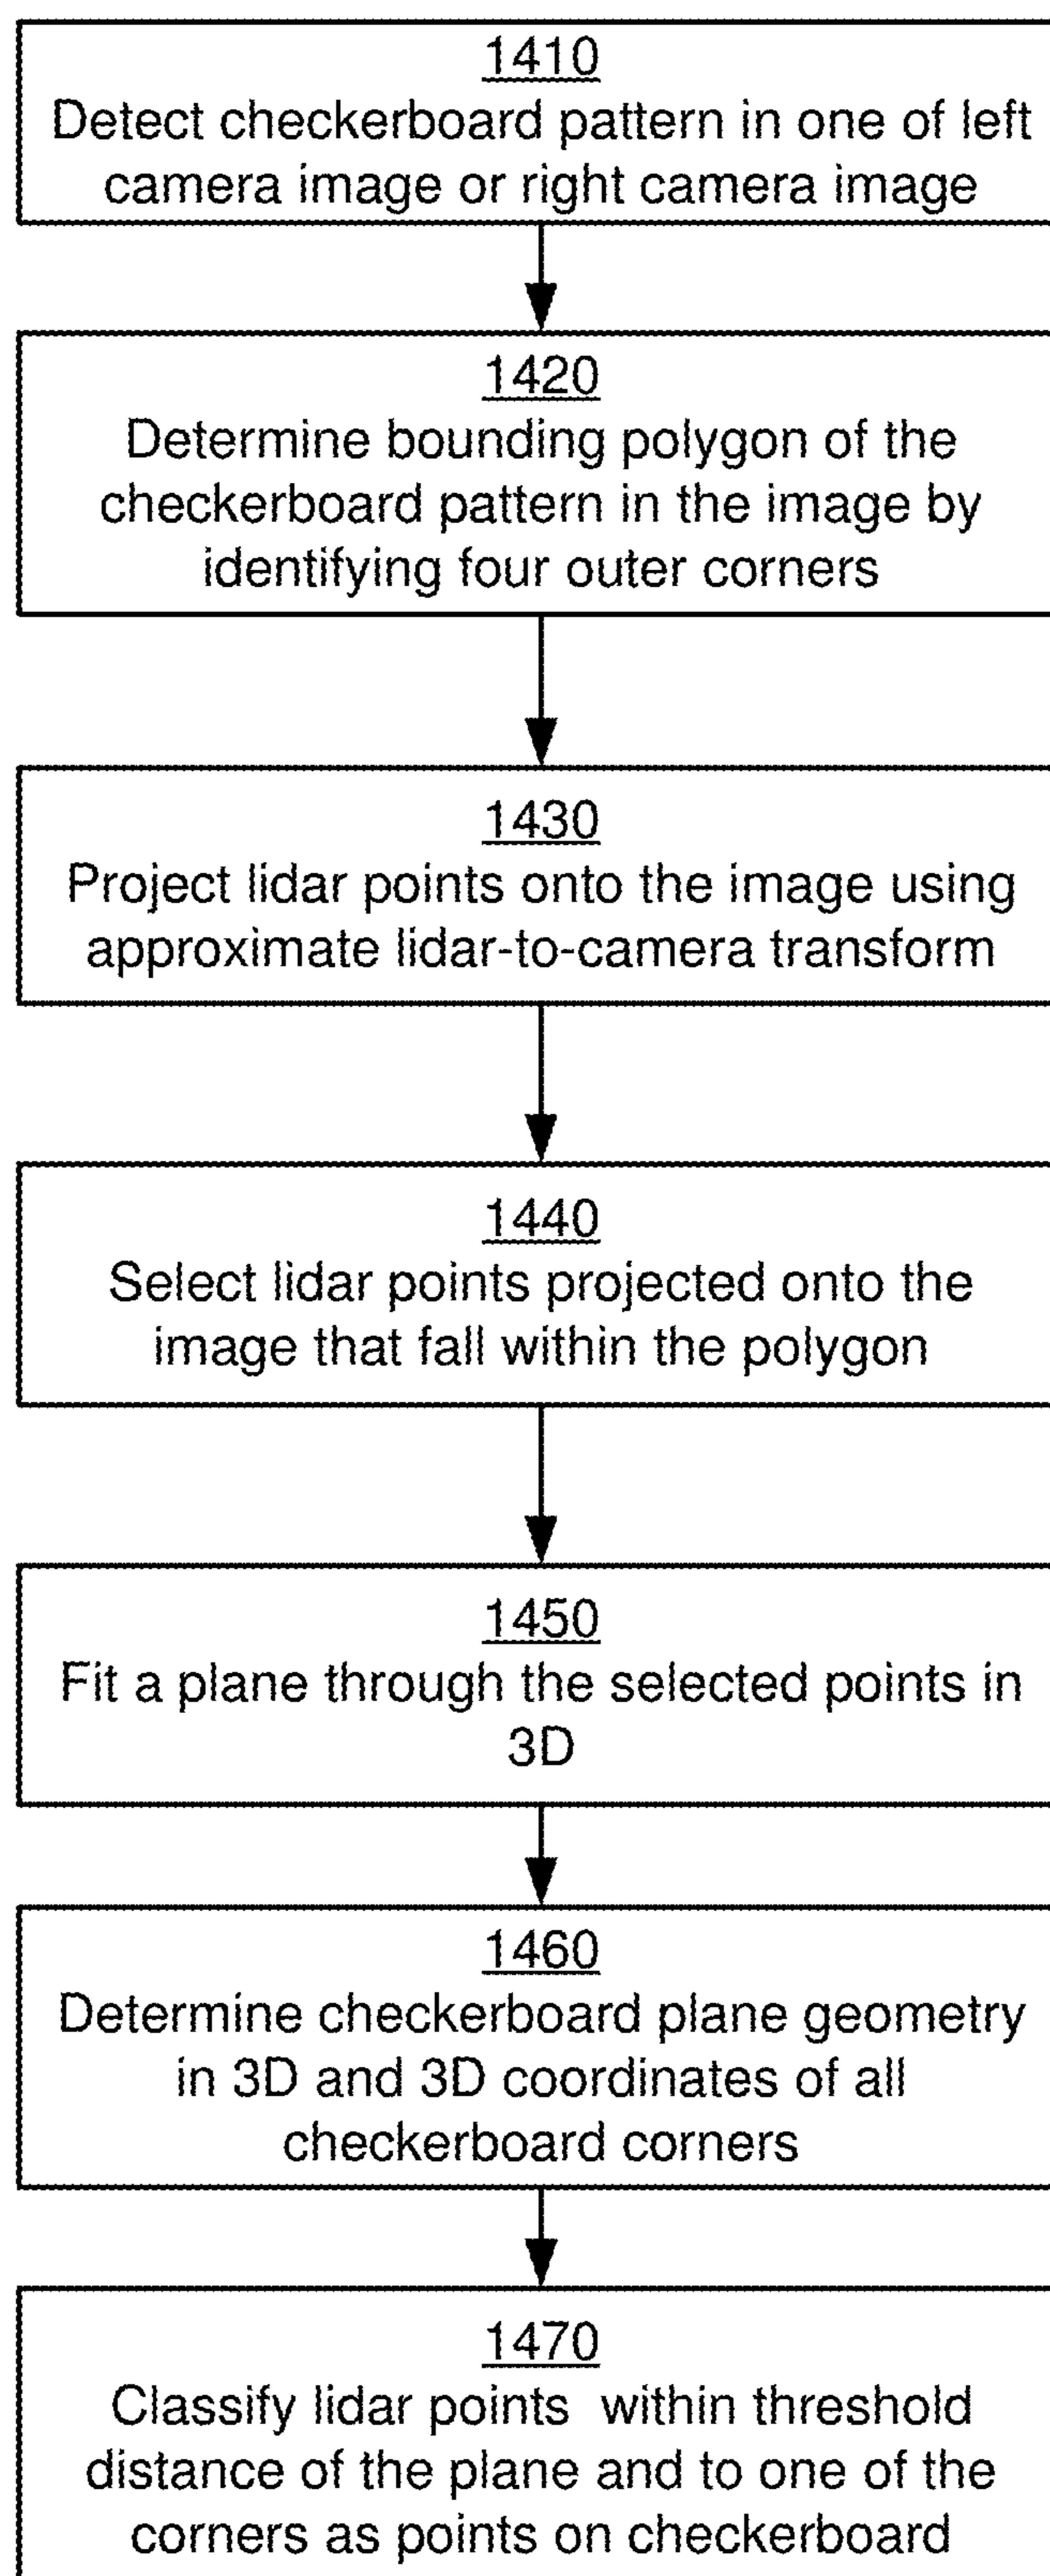 1410
Detect checkerboard pattern in one of left
camera image or right camera image
1420
Determine bounding polygon of the
checkerboard pattern in the image by
identifying four outer corners
1430
Project lidar points onto the image using
approximate lidar-to-camera transform
1440
Select lidar points projected onto the
image that fall within the polygon
1450
Fit a plane through the selected points in
3D
1460
Determine checkerboard plane geometry
in 3D and 3D coordinates of all
checkerboard corners
1470
Classify lidar points within threshold
distance of the plane and to one of the
corners as points on checkerboard